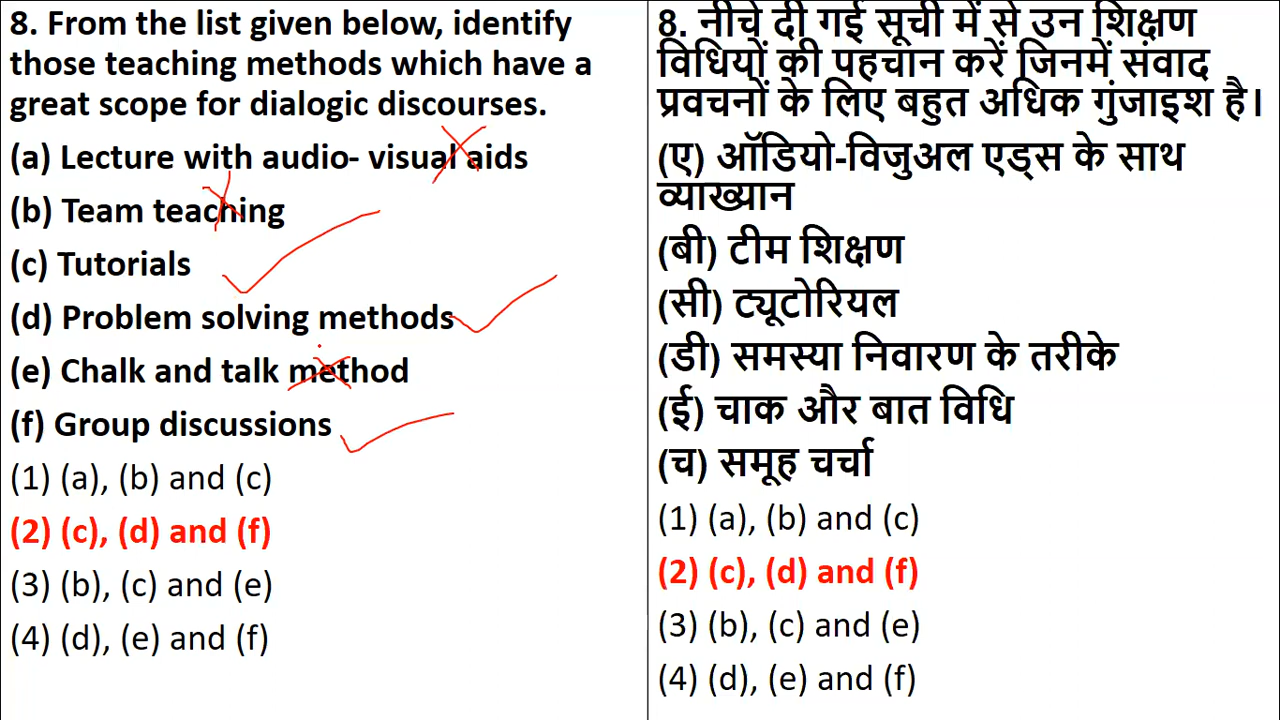 8. From the list given below, identify
those teaching methods which have a
great scope for dialogic discourses.
(a) Lecture with audio- visual aids
(b) Team teaching
(c) Tutorials
(d) Problem solving methods
(e) Chalk and talk method
(f) Group discussions
(1) (a), (b) and (c)
(2) (c), (d) and (f)
(3) (b), (c) and (e)
(4) (d), (e) and (f)
8. नीचे दी गई सूची में से उन शिक्षण
विधियों की पहचान करें जिनमें संवाद
प्रवचनों के लिए बहुत अधिक गुंजाइश है।
(ए) ऑडियो-विजुअल एड्स के साथ
व्याख्यान
(बी) टीम शिक्षण
(सी) ट्यूटोरियल
(डी) समस्या निवारण के तरीके
(ई) चाक और बात विधि
(च) समूह चर्चा
(1) (a), (b) and (c)
(2) (c), (d) and (f)
(3) (b), (c) and (e)
(4) (d), (e) and (f)